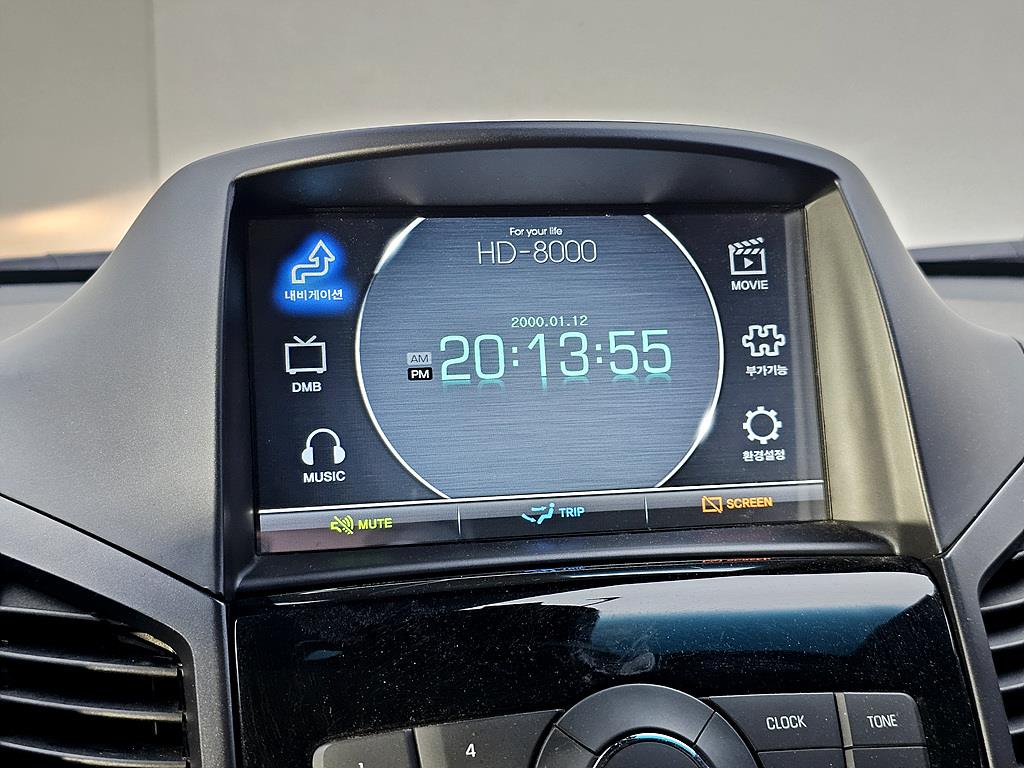 For your life
HD-8000
내비게이션
MOVIE
2000.01.12
AM
PM
20:13:55
DMB
부가기능
MUSIC
환경설정
MUTE
TRIP
SCREEN
CLOCK
TONE
4
1